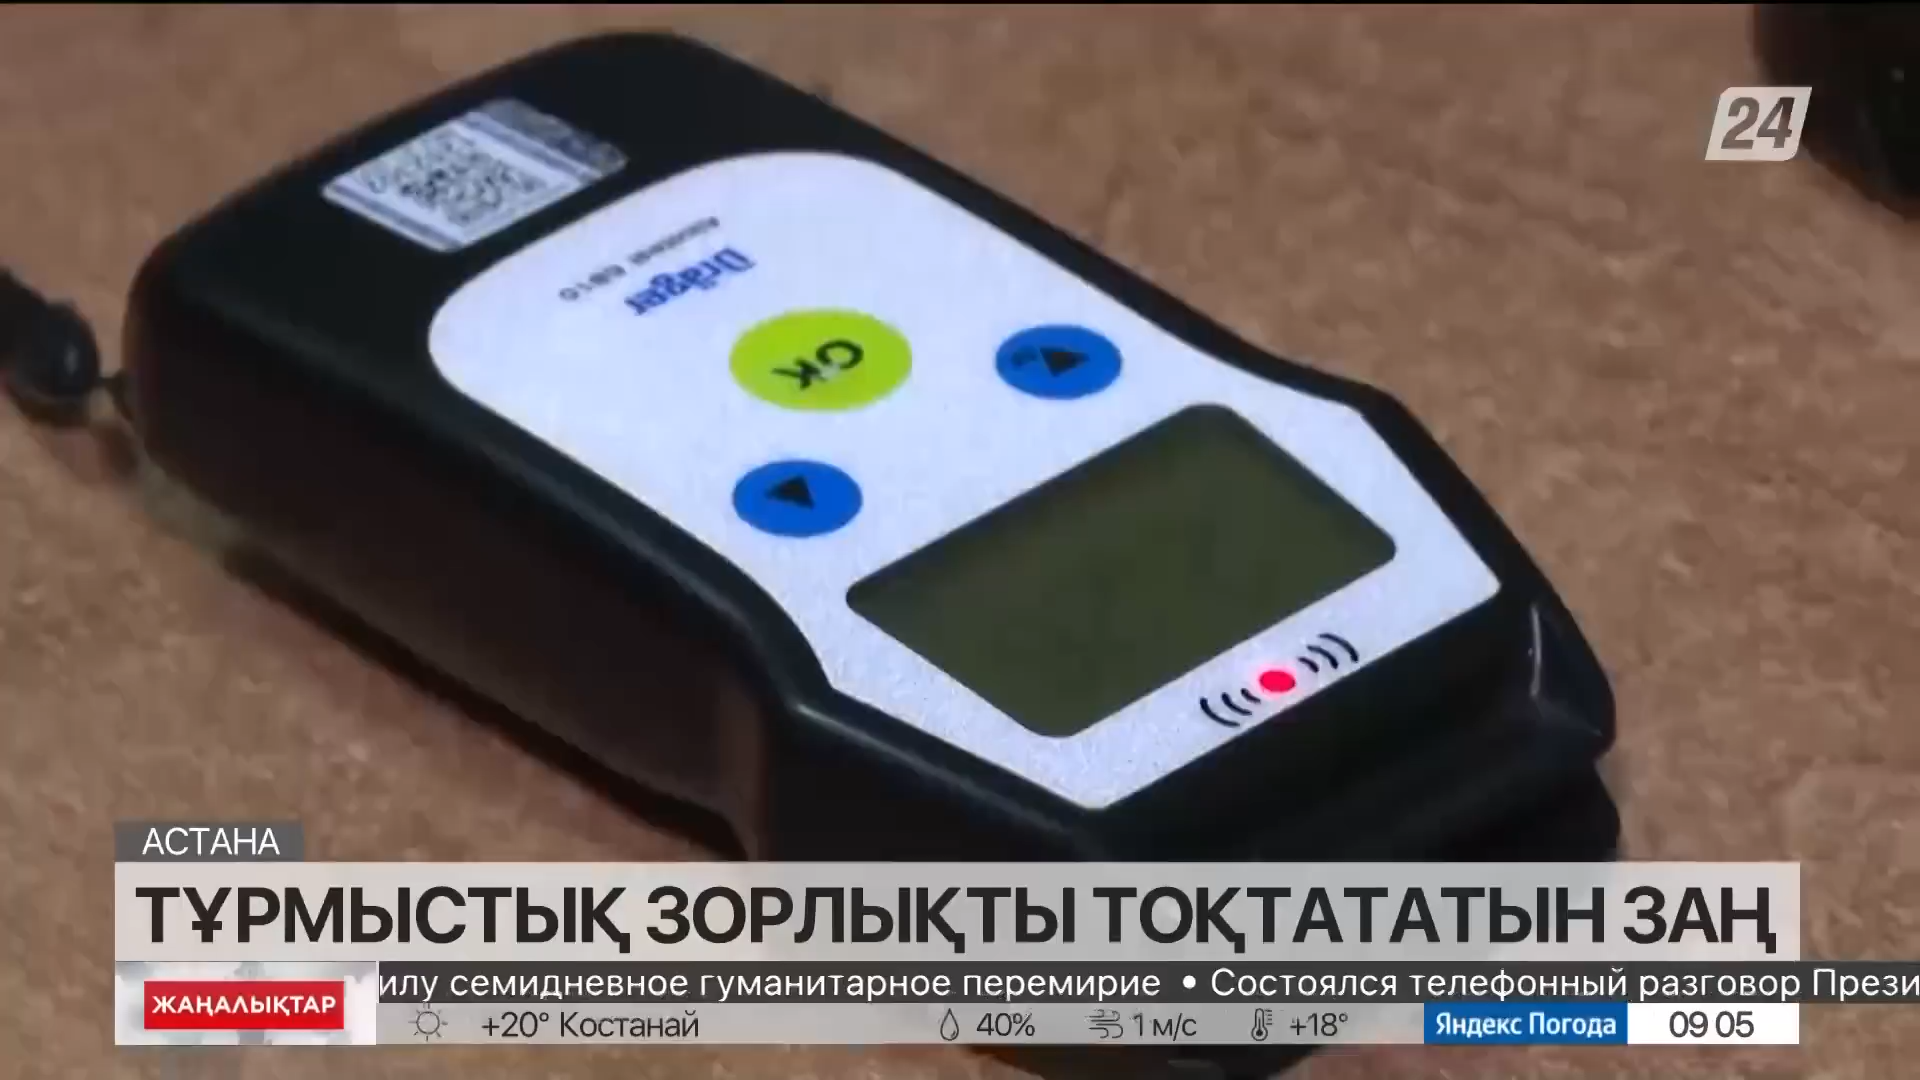 24
Dräger
OK
АСТАНА
ТҰРМЫСТЫҚ ЗОРЛЫҚТЫ ТОҚТАТАТЫН ЗАҢ
илу семидневное гуманитарное перемирие • Состоялся телефонный разговор Прези
ЖАҢАЛЫҚТАР
+20° Костанай 40% 1 м/с +18° Яндекс Погода 09 05